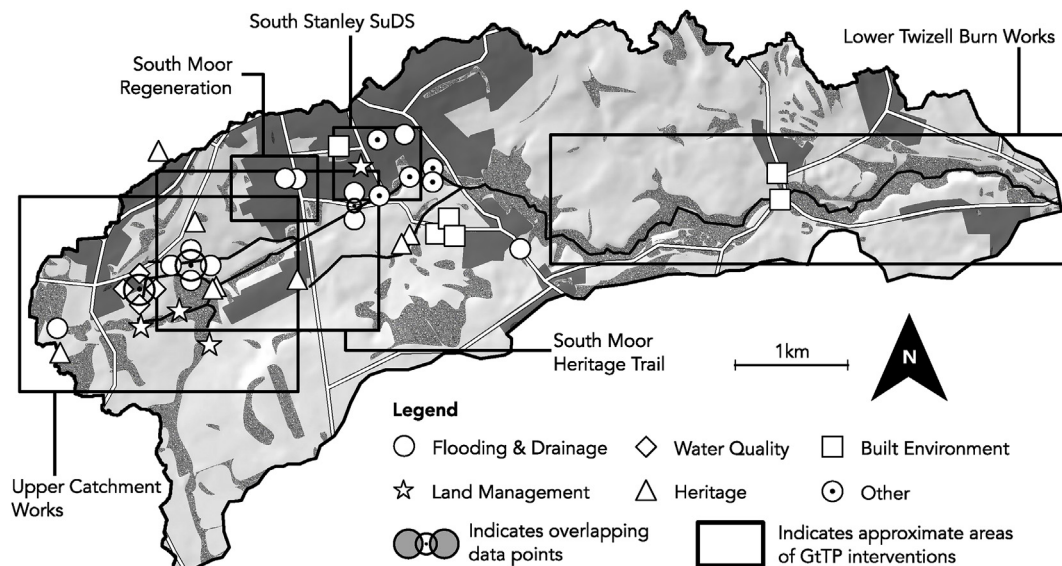 South Stanley SuDS
South Moor
Regeneration
Lower Twizell Burn Works
South Moor
Heritage Trail
1km
N
Upper Catchment
Works
Legend
Flooding & Drainage
Water Quality
Built Environment
Land Management
Heritage
Other
Indicates overlapping
data points
Indicates approximate areas
of GtTP interventions